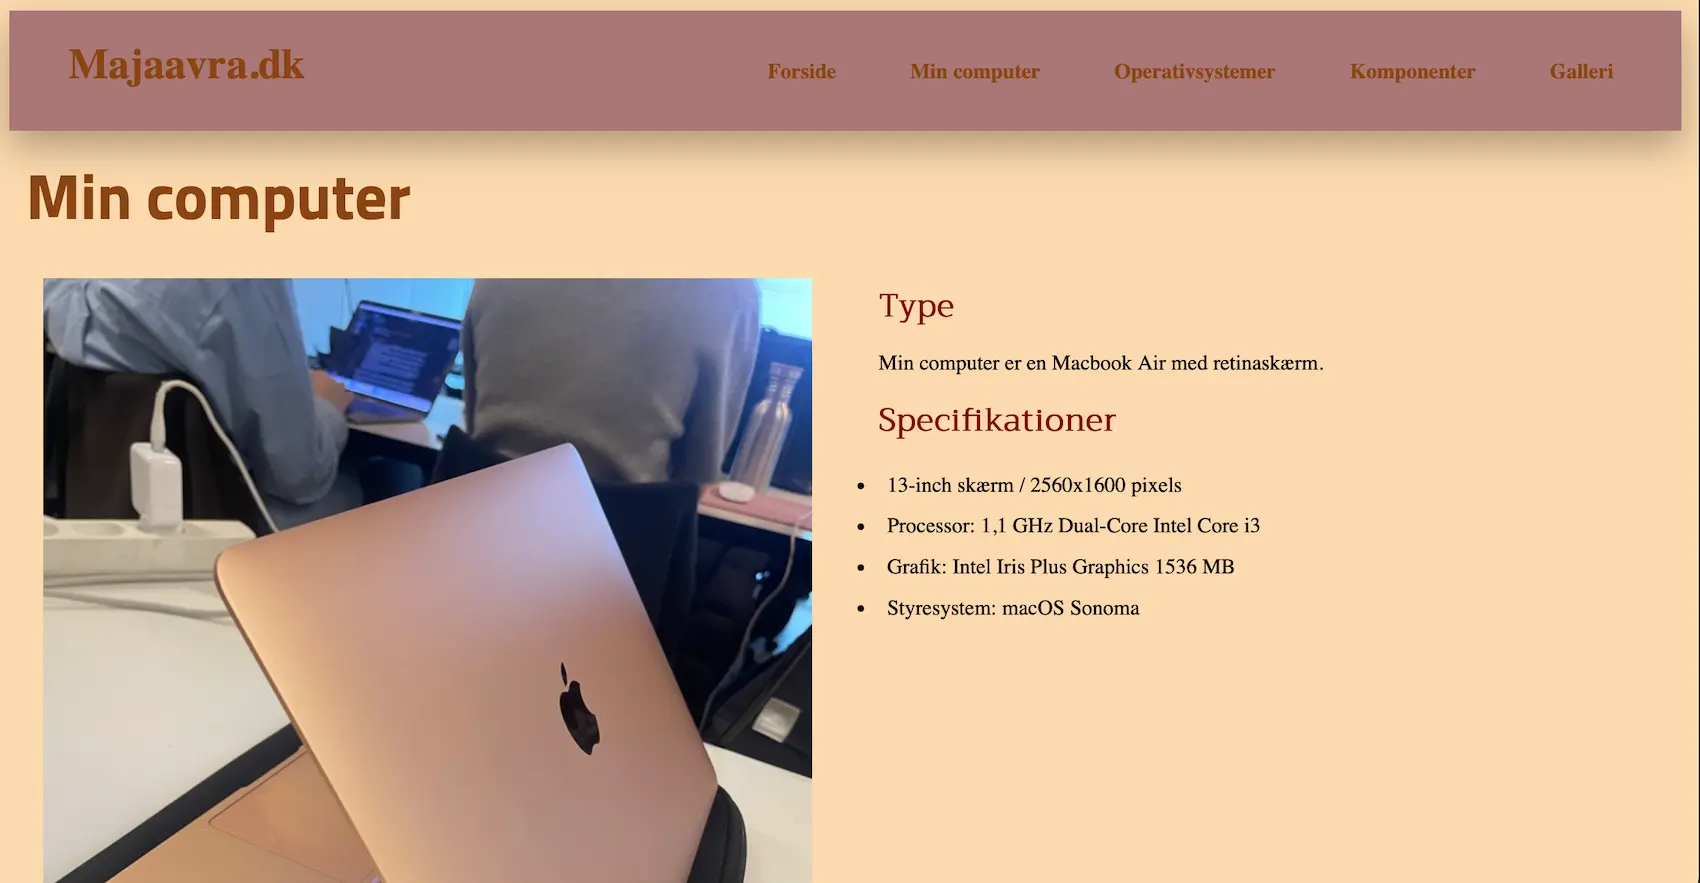 Majaavra.dk
Forside Min computer Operativsystemer Komponenter Galleri
Min computer
Type
Min computer er en Macbook Air med retinaskærm.
Specifikationer
13-inch skærm / 2560x1600 pixels
Processor: 1,1 GHz Dual-Core Intel Core i3
Grafik: Intel Iris Plus Graphics 1536 MB
Styresystem: macOS Sonoma